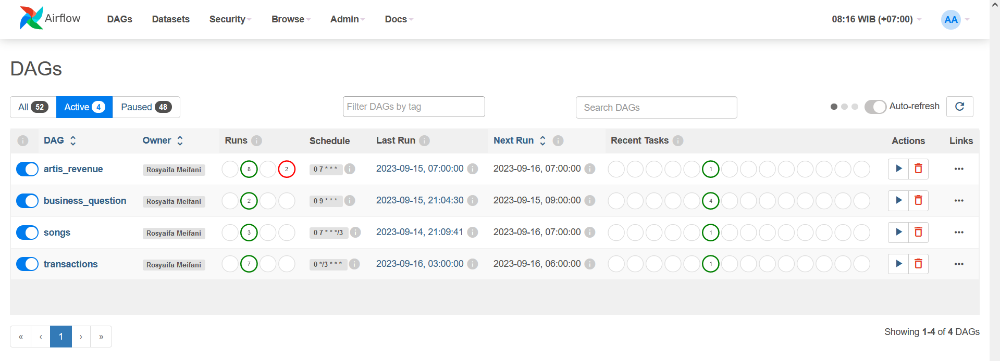 Airflow DAGs Datasets Security Browse Admin Docs 08:16 WIB (+07:00) AA
DAGs
All 52 Active 4 Paused 48 Filter DAGs by tag Search DAGs Auto-refresh
DAG Owner Runs Schedule Last Run Next Run Recent Tasks Actions Links
artis_revenue Rosyaifa Meifani 8 2 0 7 * * * 2023-09-15, 07:00:00 2023-09-16, 07:00:00 1 ...
business_question Rosyaifa Meifani 2 0 9 * * * 2023-09-15, 21:04:30 2023-09-15, 09:00:00 4 ...
songs Rosyaifa Meifani 3 0 7 * * */3 2023-09-14, 21:09:41 2023-09-16, 07:00:00 1 ...
transactions Rosyaifa Meifani 7 0 */3 * * * 2023-09-16, 03:00:00 2023-09-16, 06:00:00 1 ...
« ‹ 1 › » Showing 1-4 of 4 DAGs